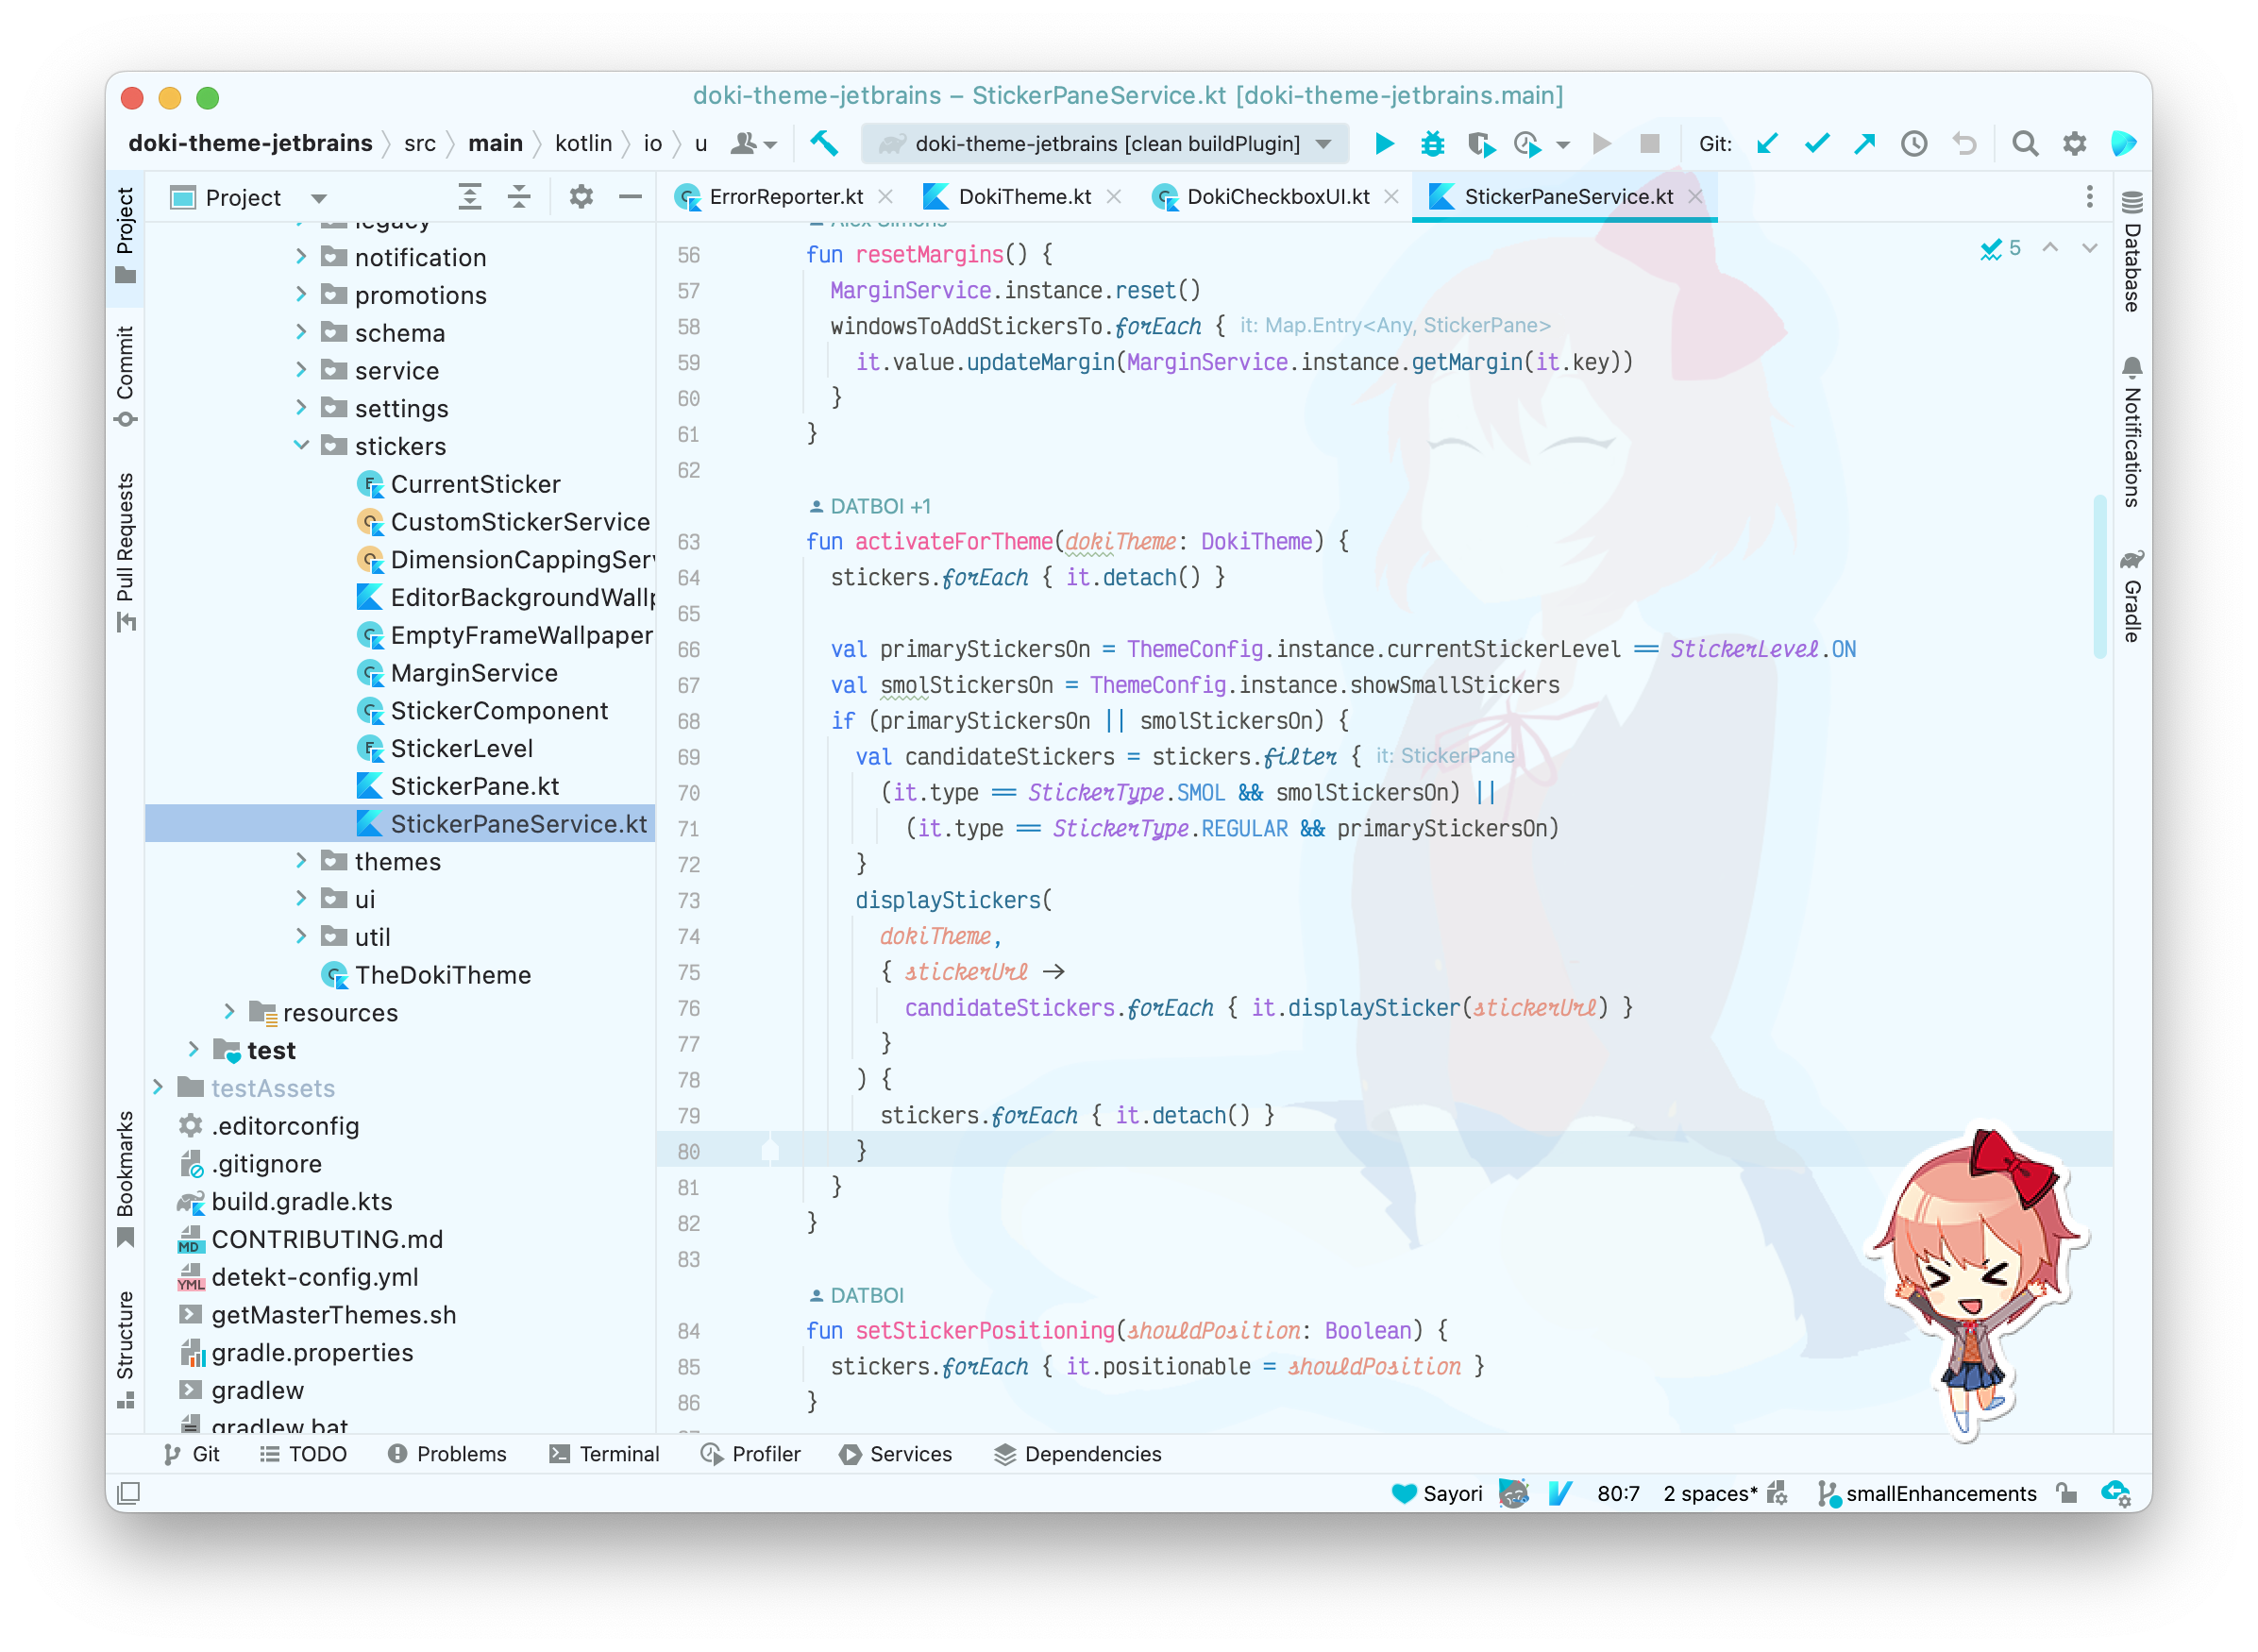 doki-theme-jetbrains – StickerPaneService.kt [doki-theme-jetbrains.main]
doki-theme-jetbrains src main kotlin io u doki-theme-jetbrains [clean buildPlugin] Git:
Project
ErrorReporter.kt DokiTheme.kt DokiCheckboxUI.kt StickerPaneService.kt
Project
Commit
Pull Requests
Bookmarks
Structure
legacy
notification
promotions
schema
service
settings
stickers
CurrentSticker
CustomStickerService
DimensionCappingServ
EditorBackgroundWallp
EmptyFrameWallpaper
MarginService
StickerComponent
StickerLevel
StickerPane.kt
StickerPaneService.kt
themes
ui
util
TheDokiTheme
resources
test
testAssets
.editorconfig
.gitignore
build.gradle.kts
CONTRIBUTING.md
detekt-config.yml
getMasterThemes.sh
gradle.properties
gradlew
gradlew.bat
Alex Simons
5
56 fun resetMargins() {
57 MarginService.instance.reset()
58 windowsToAddStickersTo.forEach { it: Map.Entry<Any, StickerPane>
59 it.value.updateMargin(MarginService.instance.getMargin(it.key))
60 }
61 }
62
DATBOI +1
63 fun activateForTheme(dokiTheme: DokiTheme) {
64 stickers.forEach { it.detach() }
65
66 val primaryStickersOn = ThemeConfig.instance.currentStickerLevel == StickerLevel.ON
67 val smolStickersOn = ThemeConfig.instance.showSmallStickers
68 if (primaryStickersOn || smolStickersOn) {
69 val candidateStickers = stickers.filter { it: StickerPane
70 (it.type == StickerType.SMOL && smolStickersOn) ||
71 (it.type == StickerType.REGULAR && primaryStickersOn)
72 }
73 displayStickers(
74 dokiTheme,
75 { stickerUrl ->
76 candidateStickers.forEach { it.displaySticker(stickerUrl) }
77 }
78 ) {
79 stickers.forEach { it.detach() }
80 }
81 }
82 }
83
DATBOI
84 fun setStickerPositioning(shouldPosition: Boolean) {
85 stickers.forEach { it.positionable = shouldPosition }
86 }
Database
Notifications
Gradle
Git TODO Problems Terminal Profiler Services Dependencies
Sayori 80:7 2 spaces* smallEnhancements